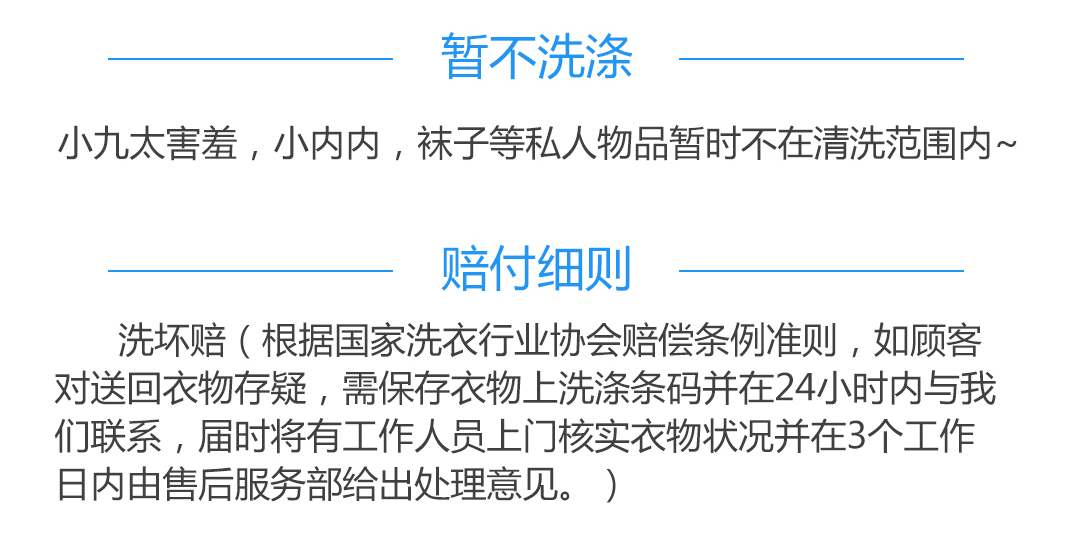 暂不洗涤
小九太害羞，小内内，袜子等私人物品暂时不在清洗范围内~
赔付细则
洗坏赔（根据国家洗衣行业协会赔偿条例准则，如顾客
对送回衣物存疑，需保存衣物上洗涤条码并在24小时内与我
们联系，届时将有工作人员上门核实衣物状况并在3个工作
日内由售后服务部给出处理意见。）